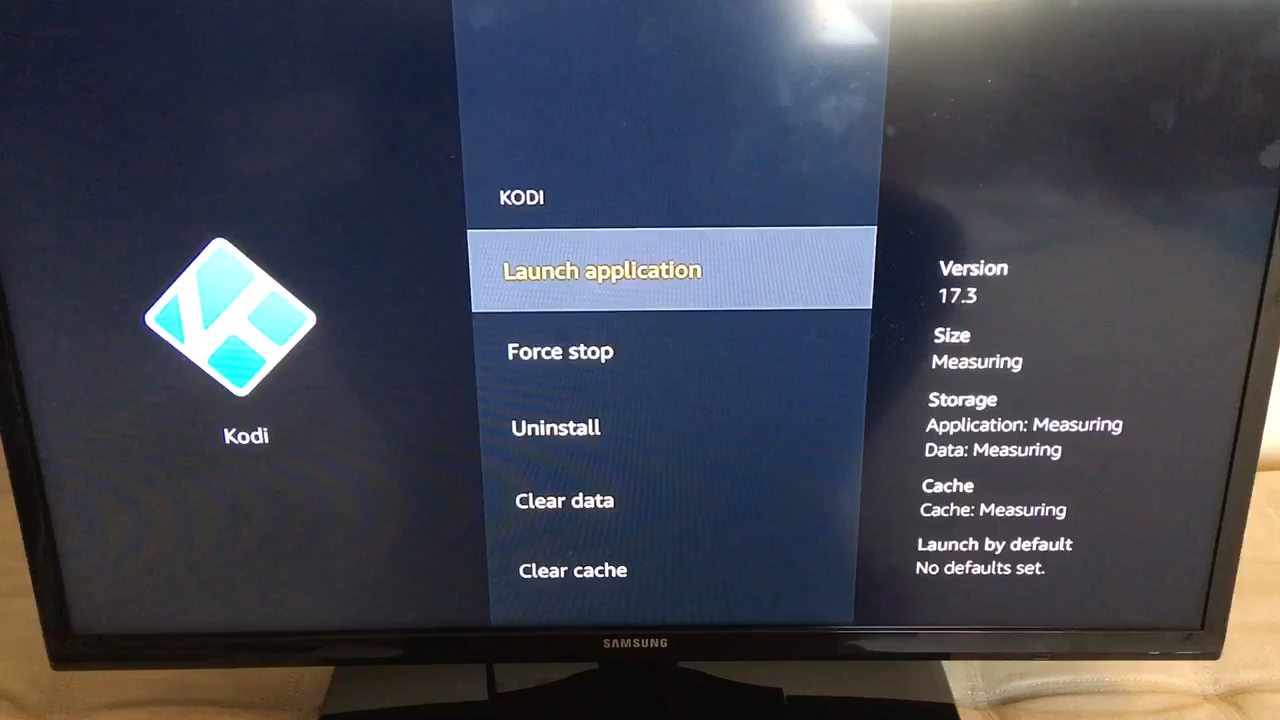 Kodi
KODI
Launch application
Force stop
Uninstall
Clear data
Clear cache
Version
17.3
Size
Measuring
Storage
Application: Measuring
Data: Measuring
Cache
Cache: Measuring
Launch by default
No defaults set.
SAMSUNG